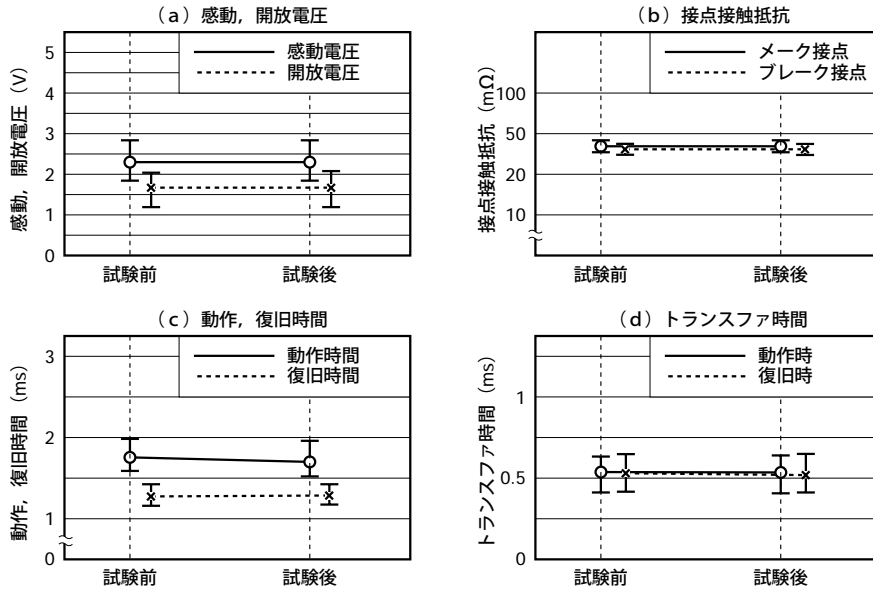 （a）感動，開放電圧
感動，開放電圧（V）
5
4
3
2
1
0
感動電圧
開放電圧
試験前
試験後
（b）接点接触抵抗
接点接触抵抗（mΩ）
100
50
20
10
0
メーク接点
ブレーク接点
試験前
試験後
（c）動作，復旧時間
動作，復旧時間（ms）
3
2
1
0
動作時間
復旧時間
試験前
試験後
（d）トランスファ時間
トランスファ時間（ms）
1
0.5
0
動作時
復旧時
試験前
試験後